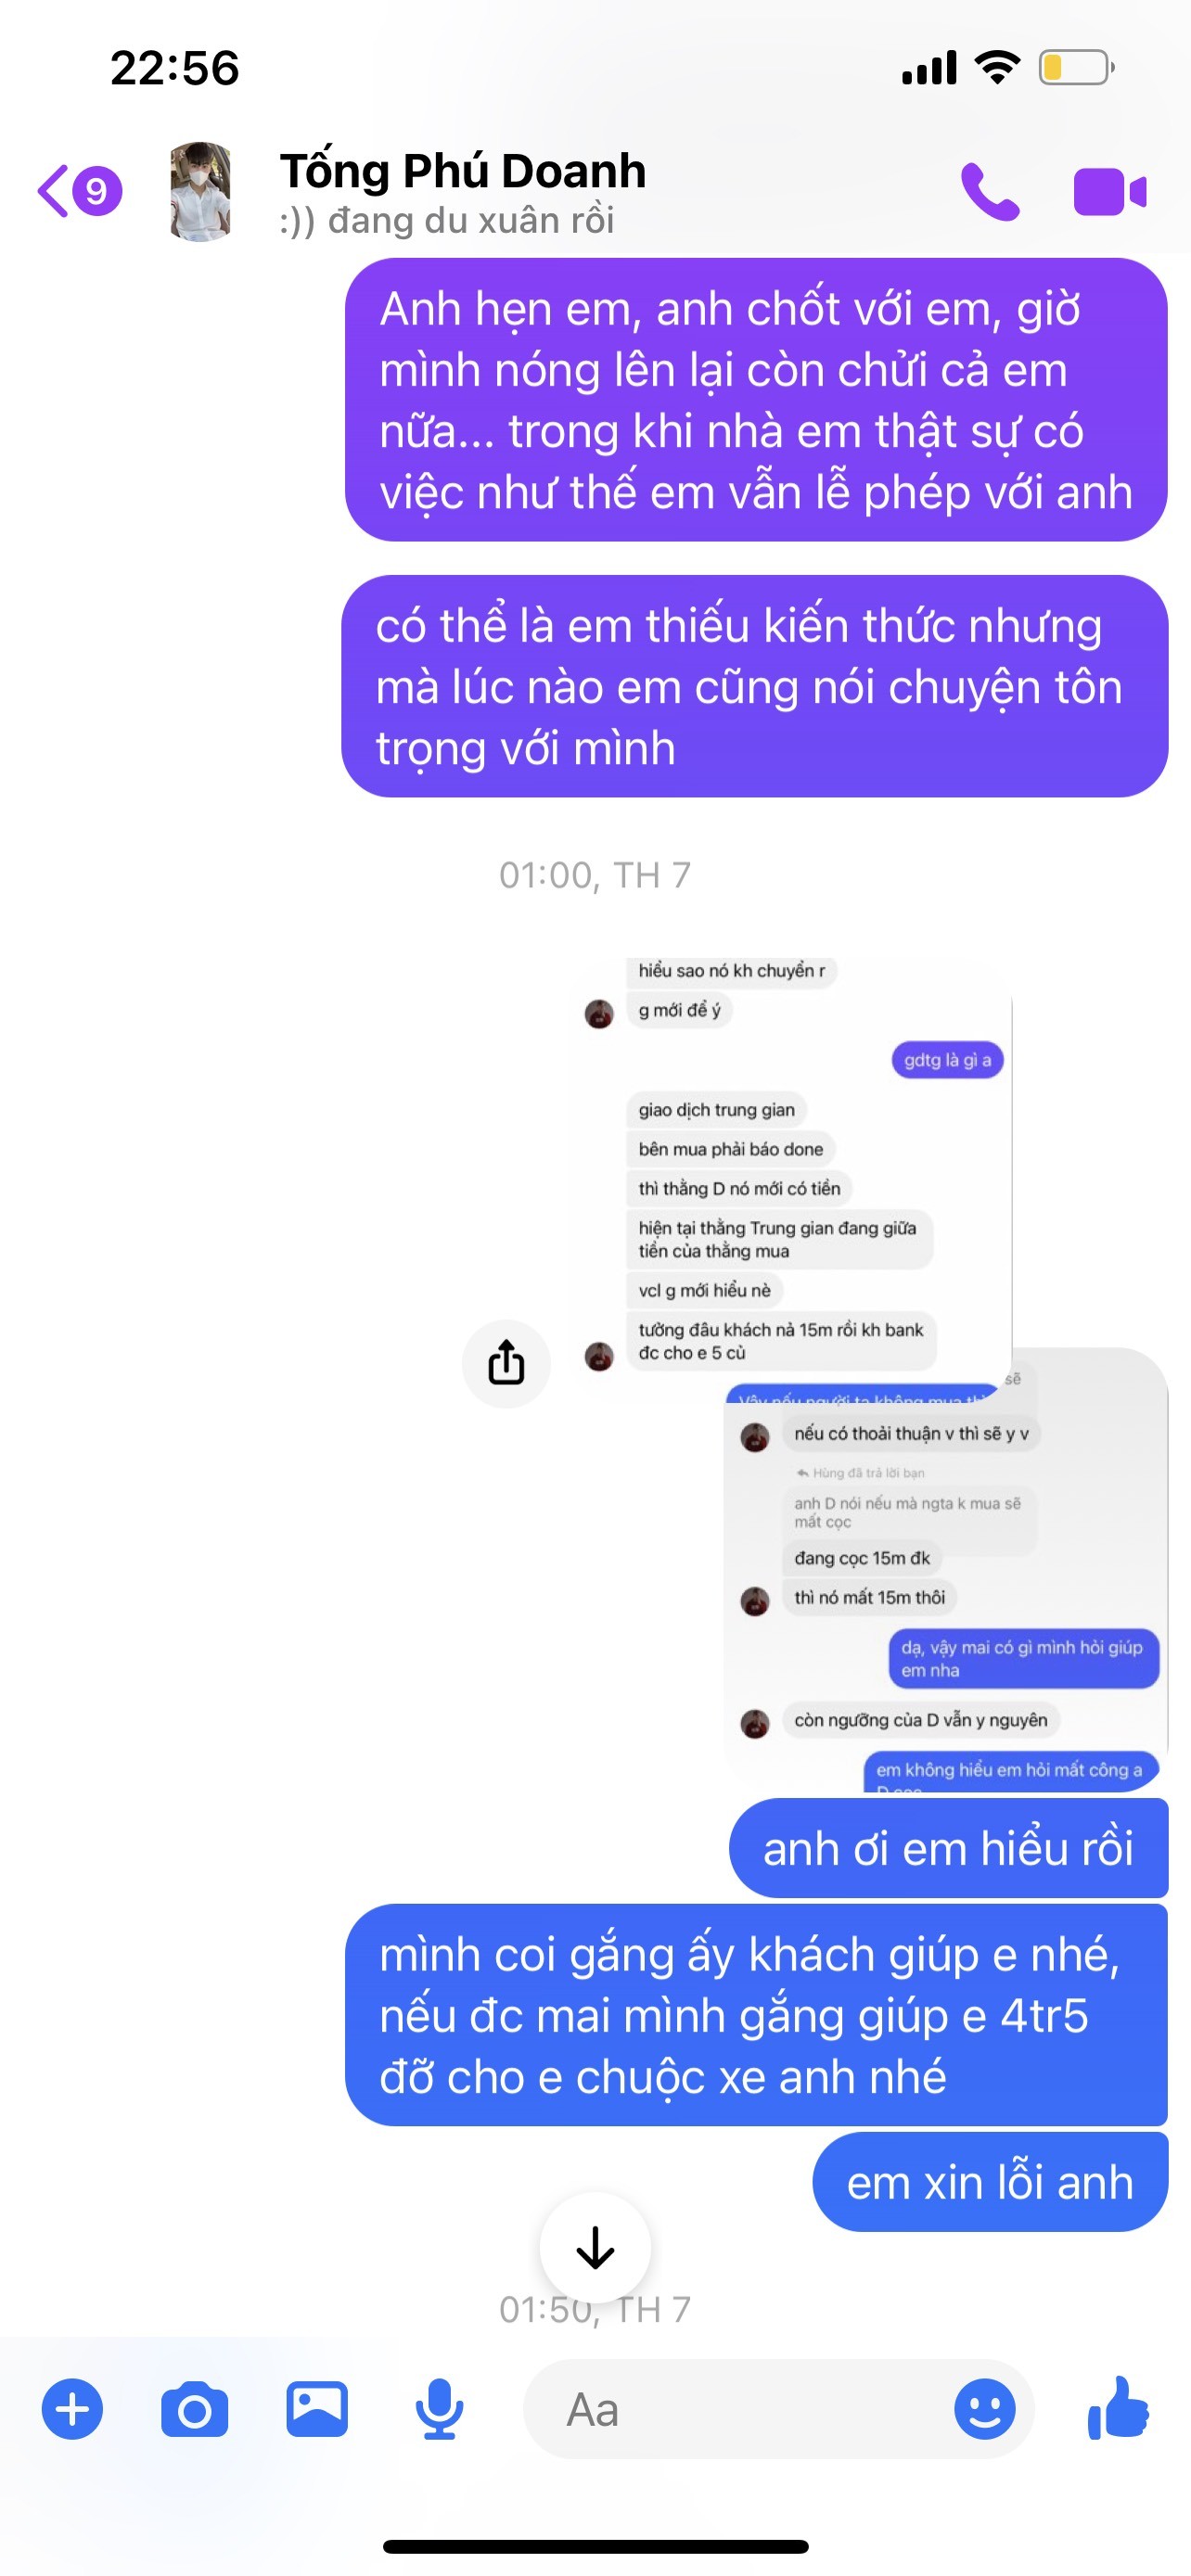 22:56
9
Tống Phú Doanh
:)) đang du xuân rồi
Anh hẹn em, anh chốt với em, giờ
mình nóng lên lại còn chửi cả em
nữa... trong khi nhà em thật sự có
việc như thế em vẫn lễ phép với anh
có thể là em thiếu kiến thức nhưng
mà lúc nào em cũng nói chuyện tôn
trọng với mình
01:00, TH 7
hiểu sao nó kh chuyển r
g mới để ý
gdtg là gì a
giao dịch trung gian
bên mua phải báo done
thì thằng D nó mới có tiền
hiện tại thằng Trung gian đang giữa
tiền của thằng mua
vcl g mới hiểu nè
tưởng đâu khách nả 15m rồi kh bank
đc cho e 5 củ
Vậy nếu người ta không mua thì
sẽ
nếu có thoải thuận v thì sẽ y v
Hùng đã trả lời bạn
anh D nói nếu mà ngta k mua sẽ
mất cọc
đang cọc 15m đk
thì nó mất 15m thôi
dạ, vậy mai có gì mình hỏi giúp
em nha
còn ngưỡng của D vẫn y nguyên
em không hiểu em hỏi mất công a
anh ơi em hiểu rồi
mình coi gắng ấy khách giúp e nhé,
nếu đc mai mình gắng giúp e 4tr5
đỡ cho e chuộc xe anh nhé
em xin lỗi anh
01:50, TH 7
Aa